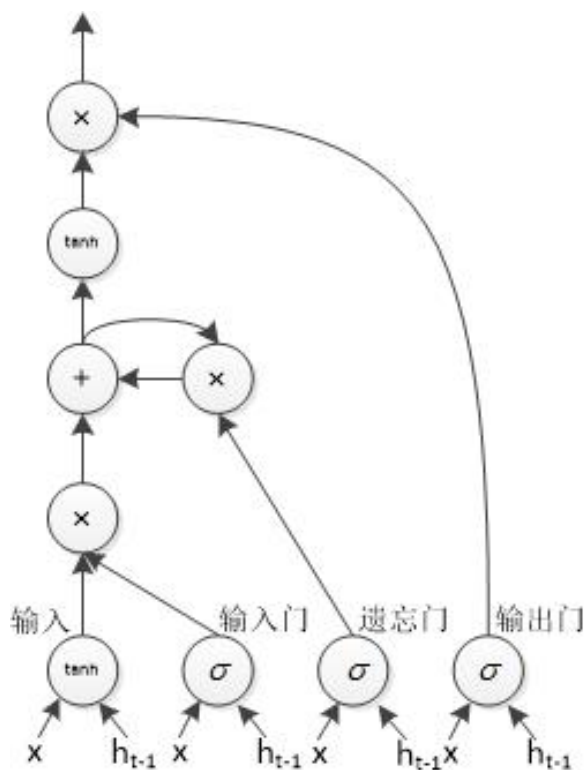 ×
tanh
+ ×
×
输入 输入门 遗忘门 输出门
tanh σ σ σ
x h_{t-1} x h_{t-1} x h_{t-1} x h_{t-1}